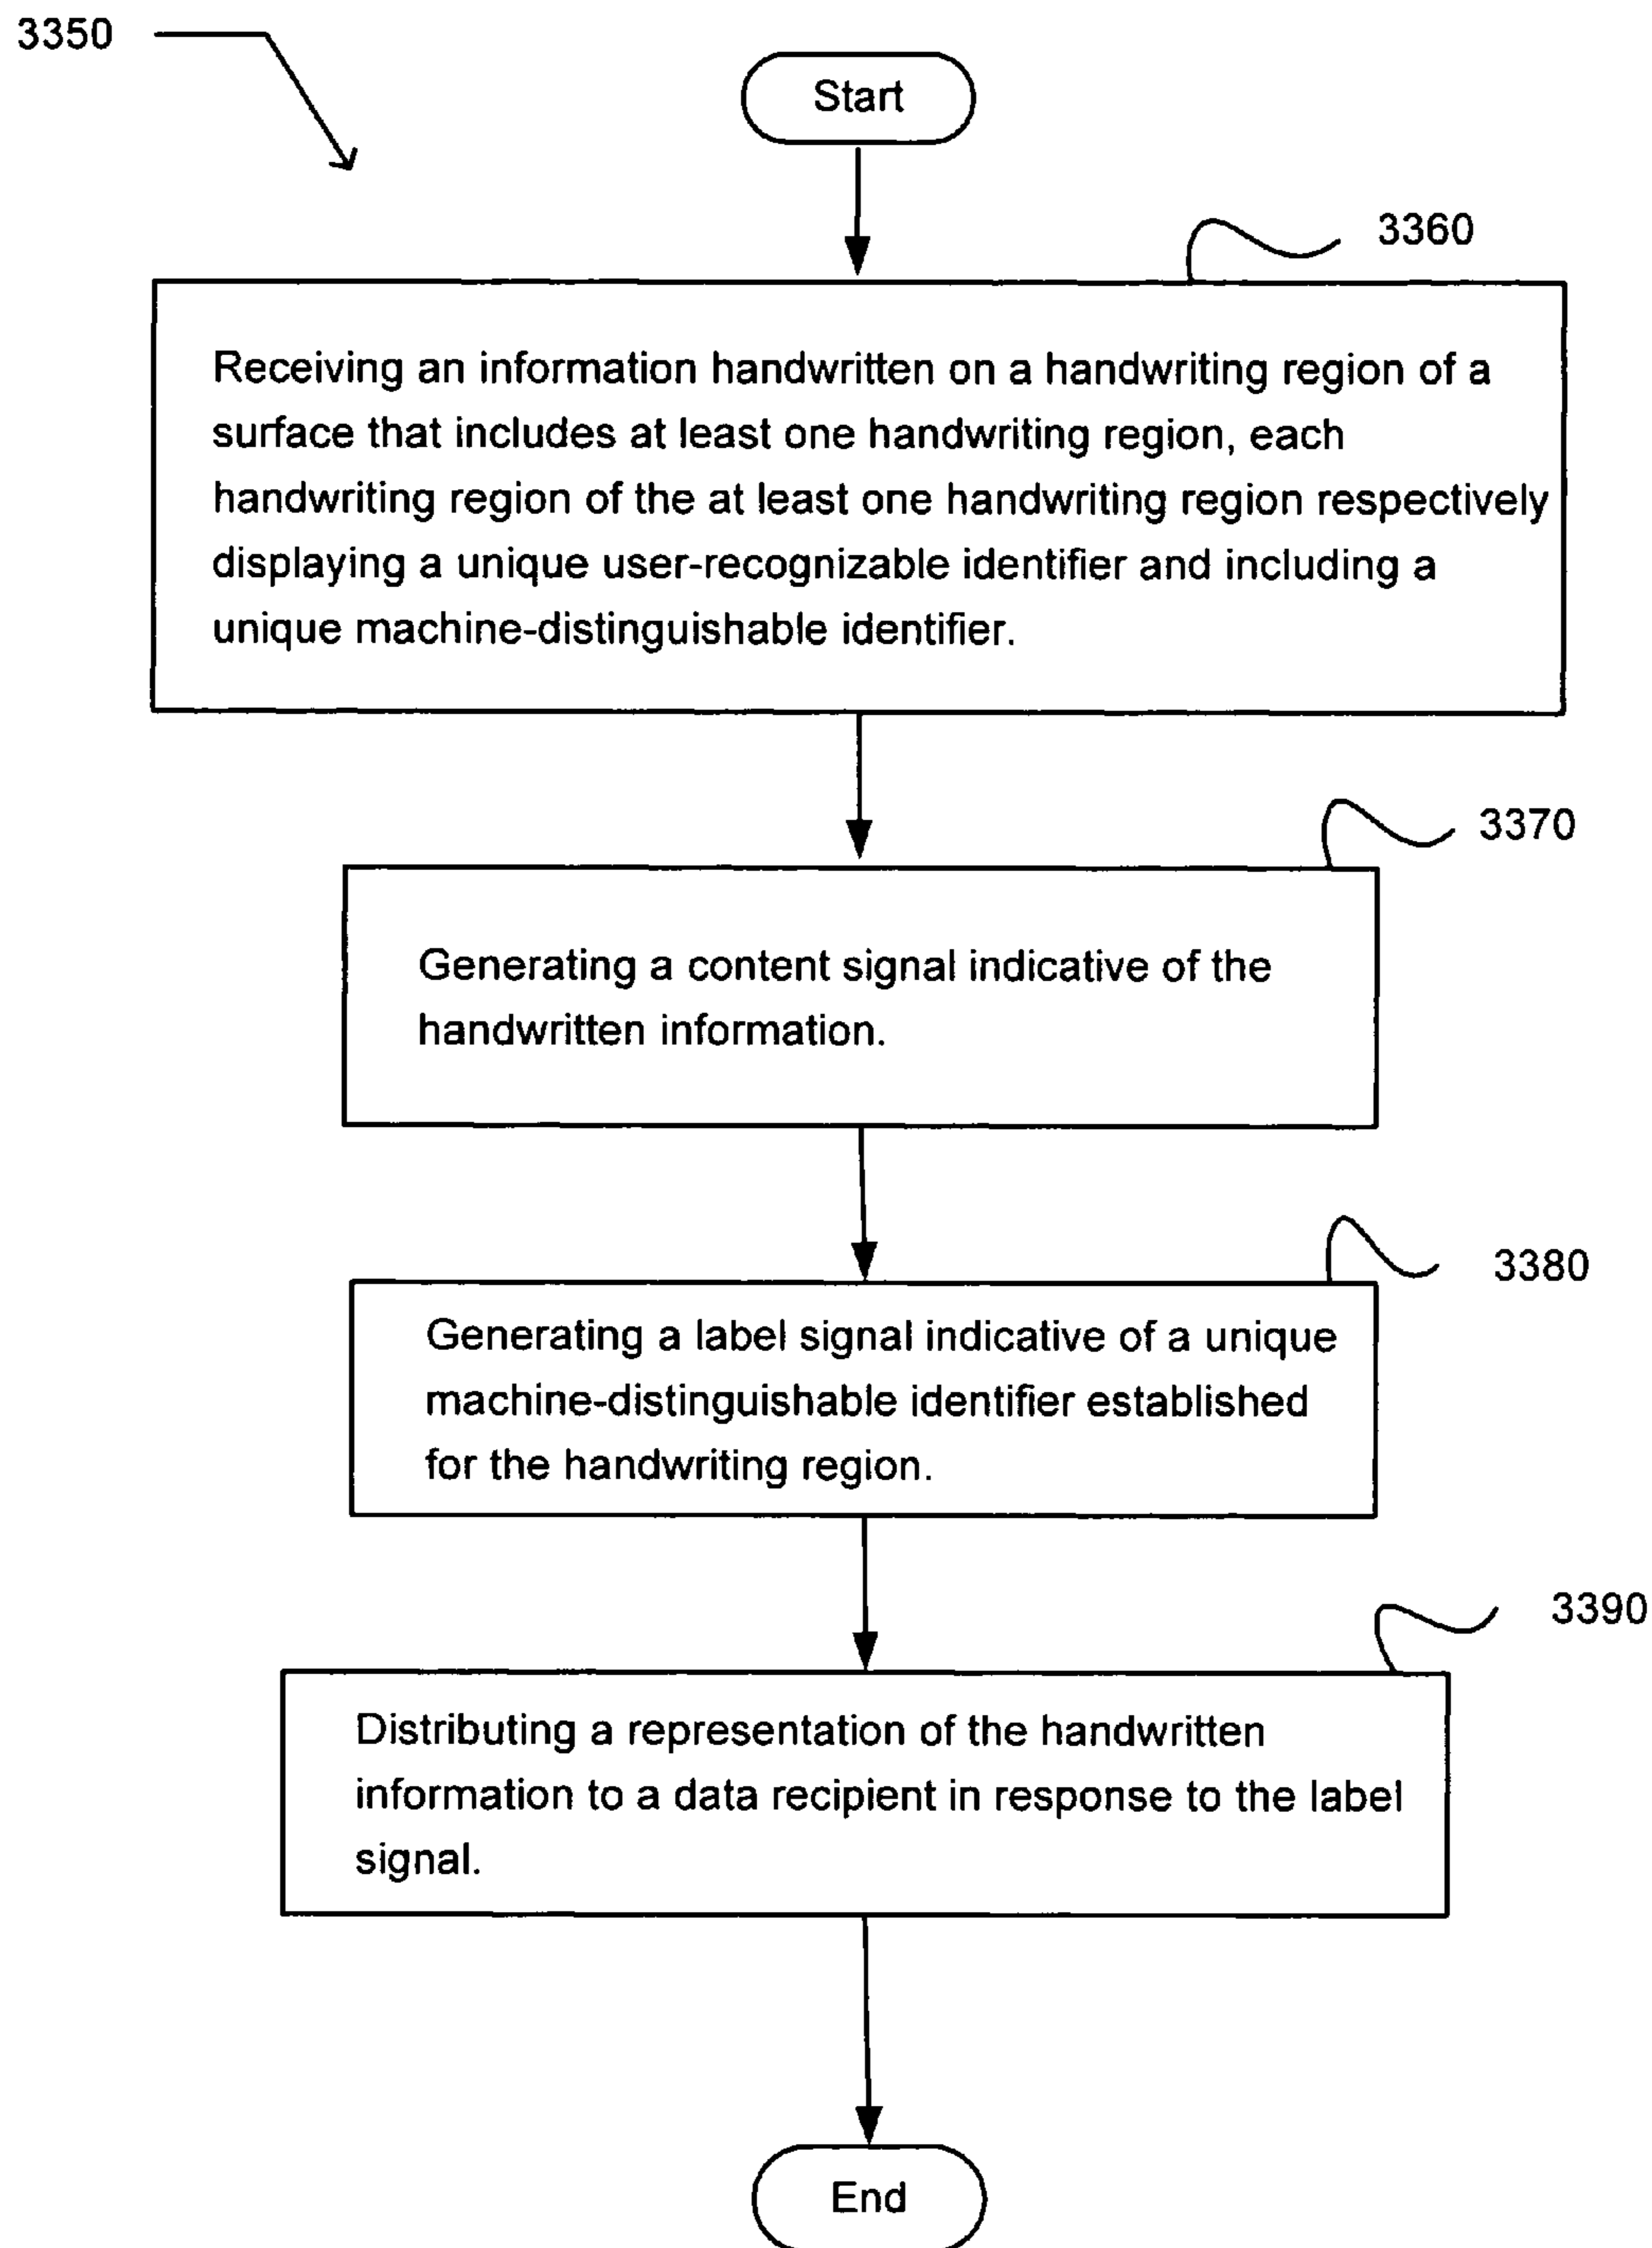 3350
Start
3360
Receiving an information handwritten on a handwriting region of a
surface that includes at least one handwriting region, each
handwriting region of the at least one handwriting region respectively
displaying a unique user-recognizable identifier and including a
unique machine-distinguishable identifier.
3370
Generating a content signal indicative of the
handwritten information.
3380
Generating a label signal indicative of a unique
machine-distinguishable identifier established
for the handwriting region.
3390
Distributing a representation of the handwritten
information to a data recipient in response to the label
signal.
End